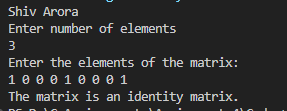 Shiv Arora
Enter number of elements
3
Enter the elements of the matrix:
1 0 0 0 1 0 0 0 1
The matrix is an identity matrix.